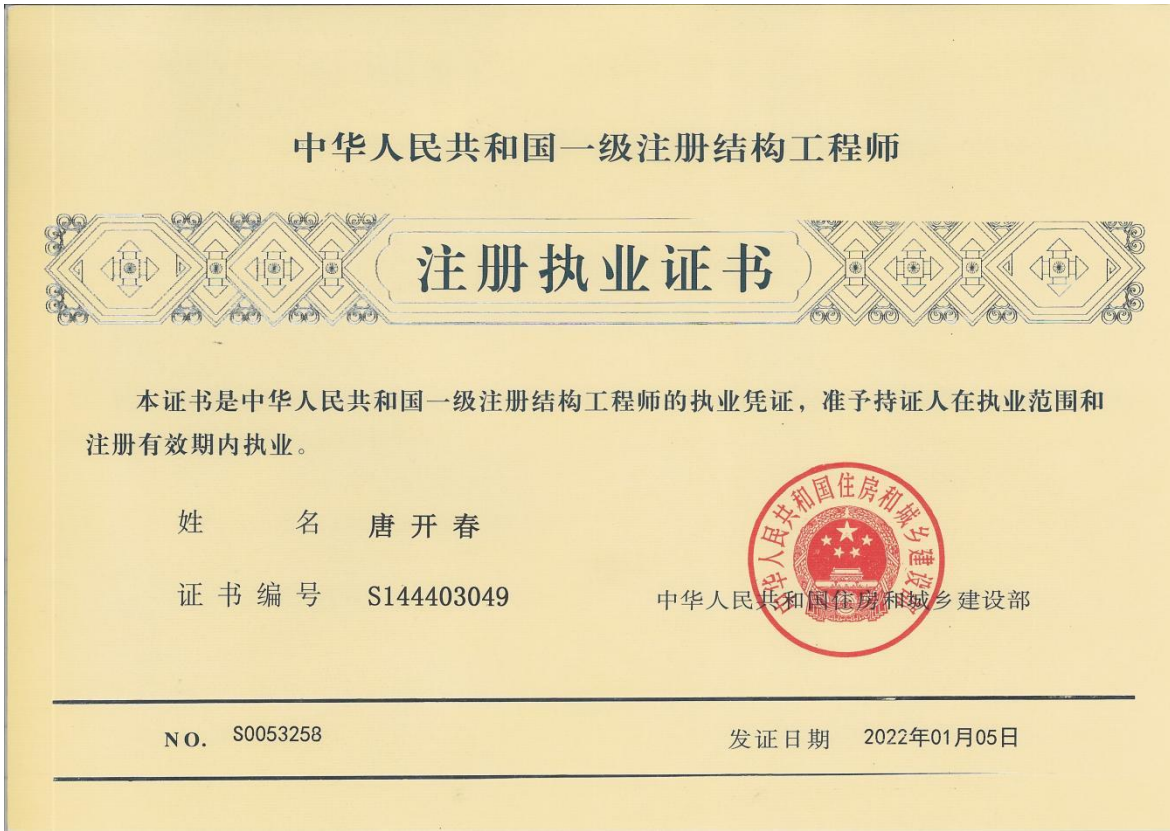 中华人民共和国一级注册结构工程师
注册执业证书
本证书是中华人民共和国一级注册结构工程师的执业凭证，准予持证人在执业范围和
注册有效期内执业。
姓名 唐开春
证书编号 S144403049
中华人民共和国住房和城乡建设部
中华人民共和国住房和城乡建设部
NO. S0053258
发证日期 2022年01月05日